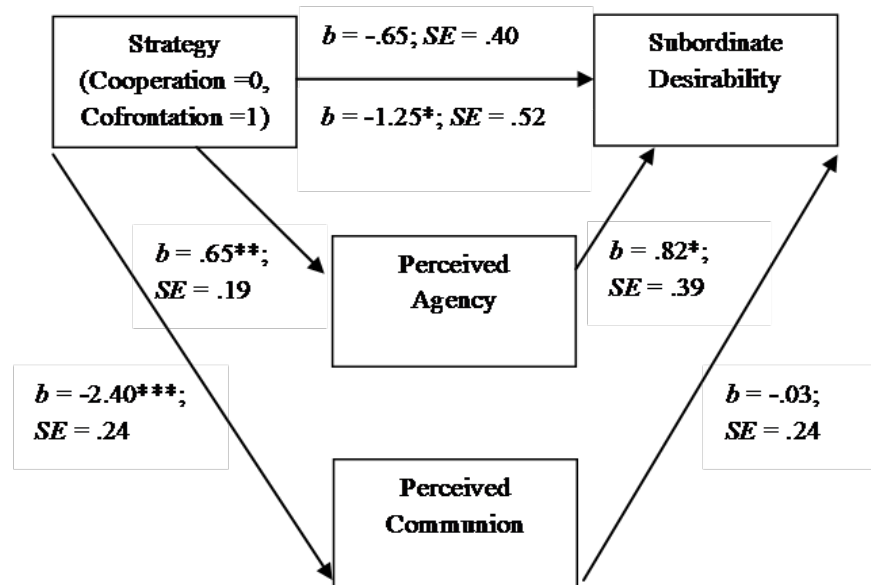 Strategy
(Cooperation =0,
Cofrontation =1)
b = -.65; SE = .40
b = -1.25*; SE = .52
Subordinate
Desirability
b = .65**;
SE = .19
Perceived
Agency
b = .82*;
SE = .39
b = -2.40***;
SE = .24
Perceived
Communion
b = -.03;
SE = .24